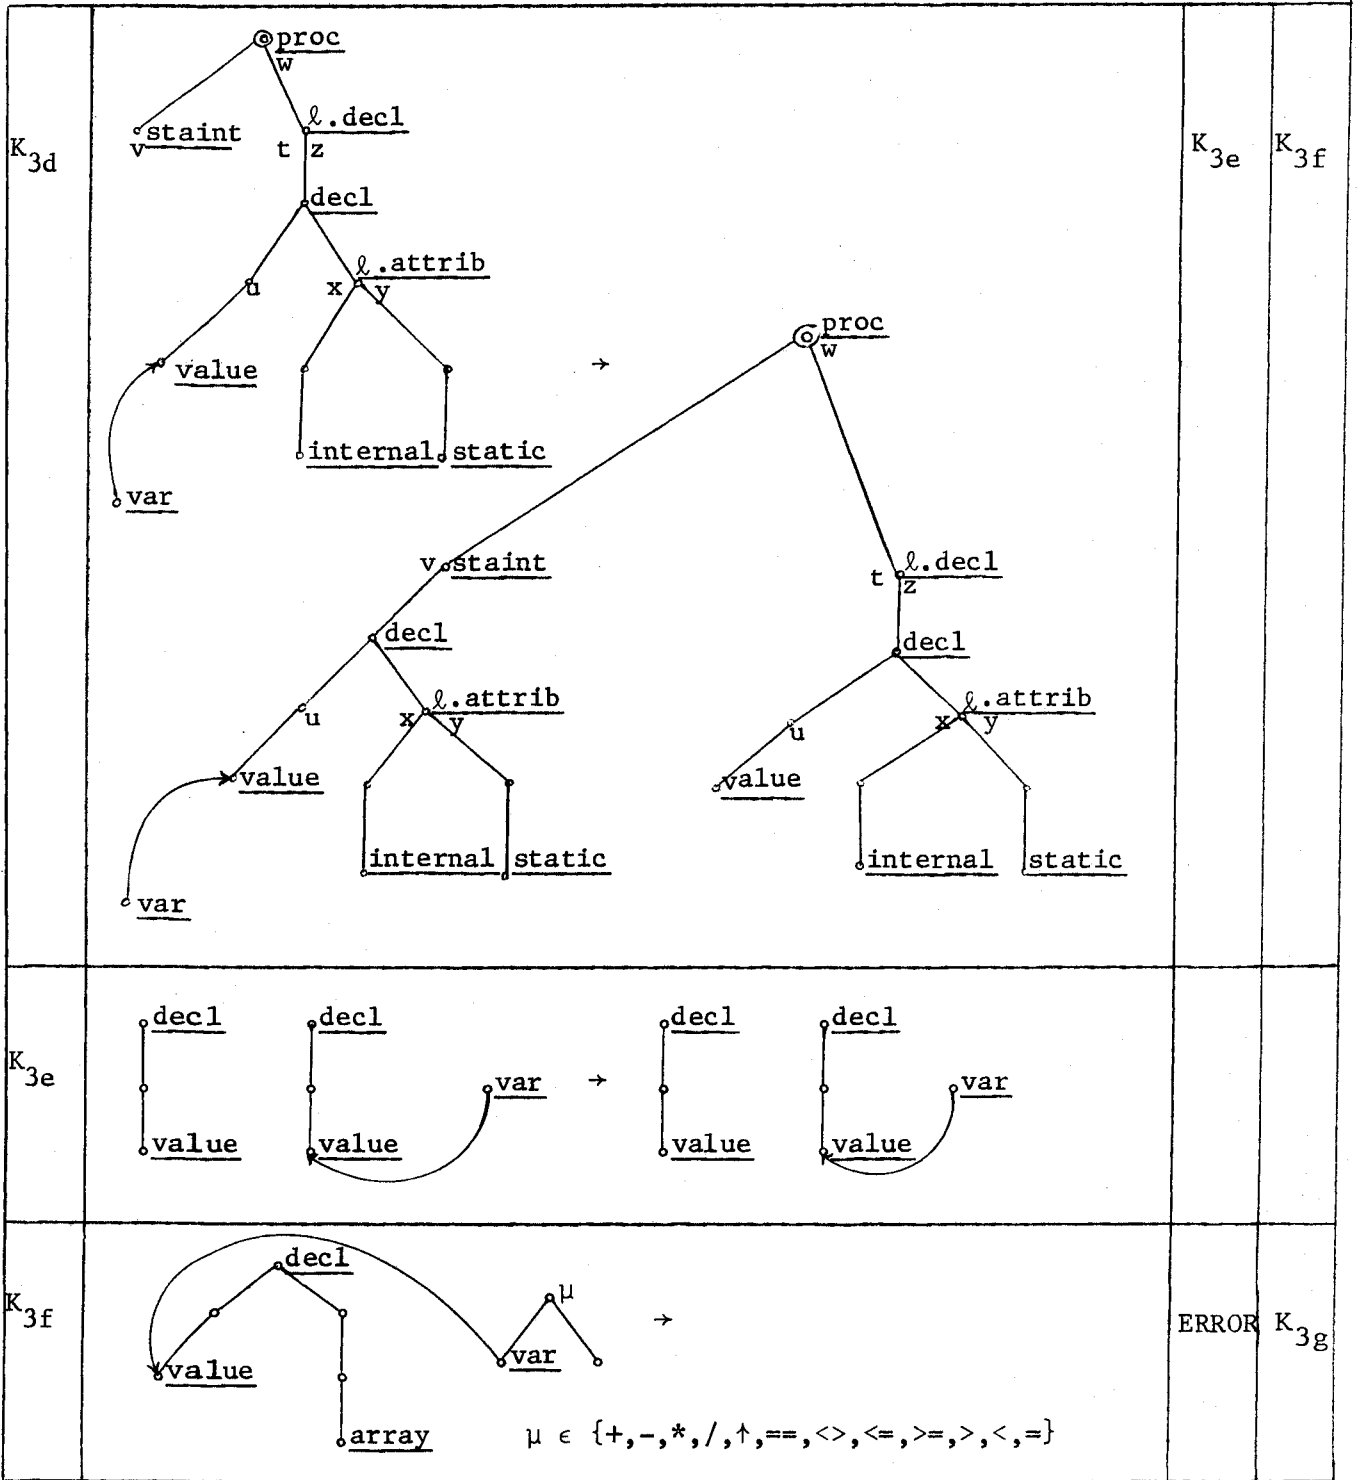 K3d
proc
w
staint
v
ℓ.decl
t z
decl
ℓ.attrib
u
x y
value
internal static
var
→
proc
w
v staint
ℓ.decl
t z
decl
decl
u
ℓ.attrib
x y
ℓ.attrib
u
x y
value
value
internal static
internal static
var
K3e K3f
K3e
decl decl → decl decl
var var
value value value value
K3f
decl
μ →
value var
array
μ ϵ {+,-,*,/,↑,==,<>,<=,>=,>,<,=}
ERROR K3g